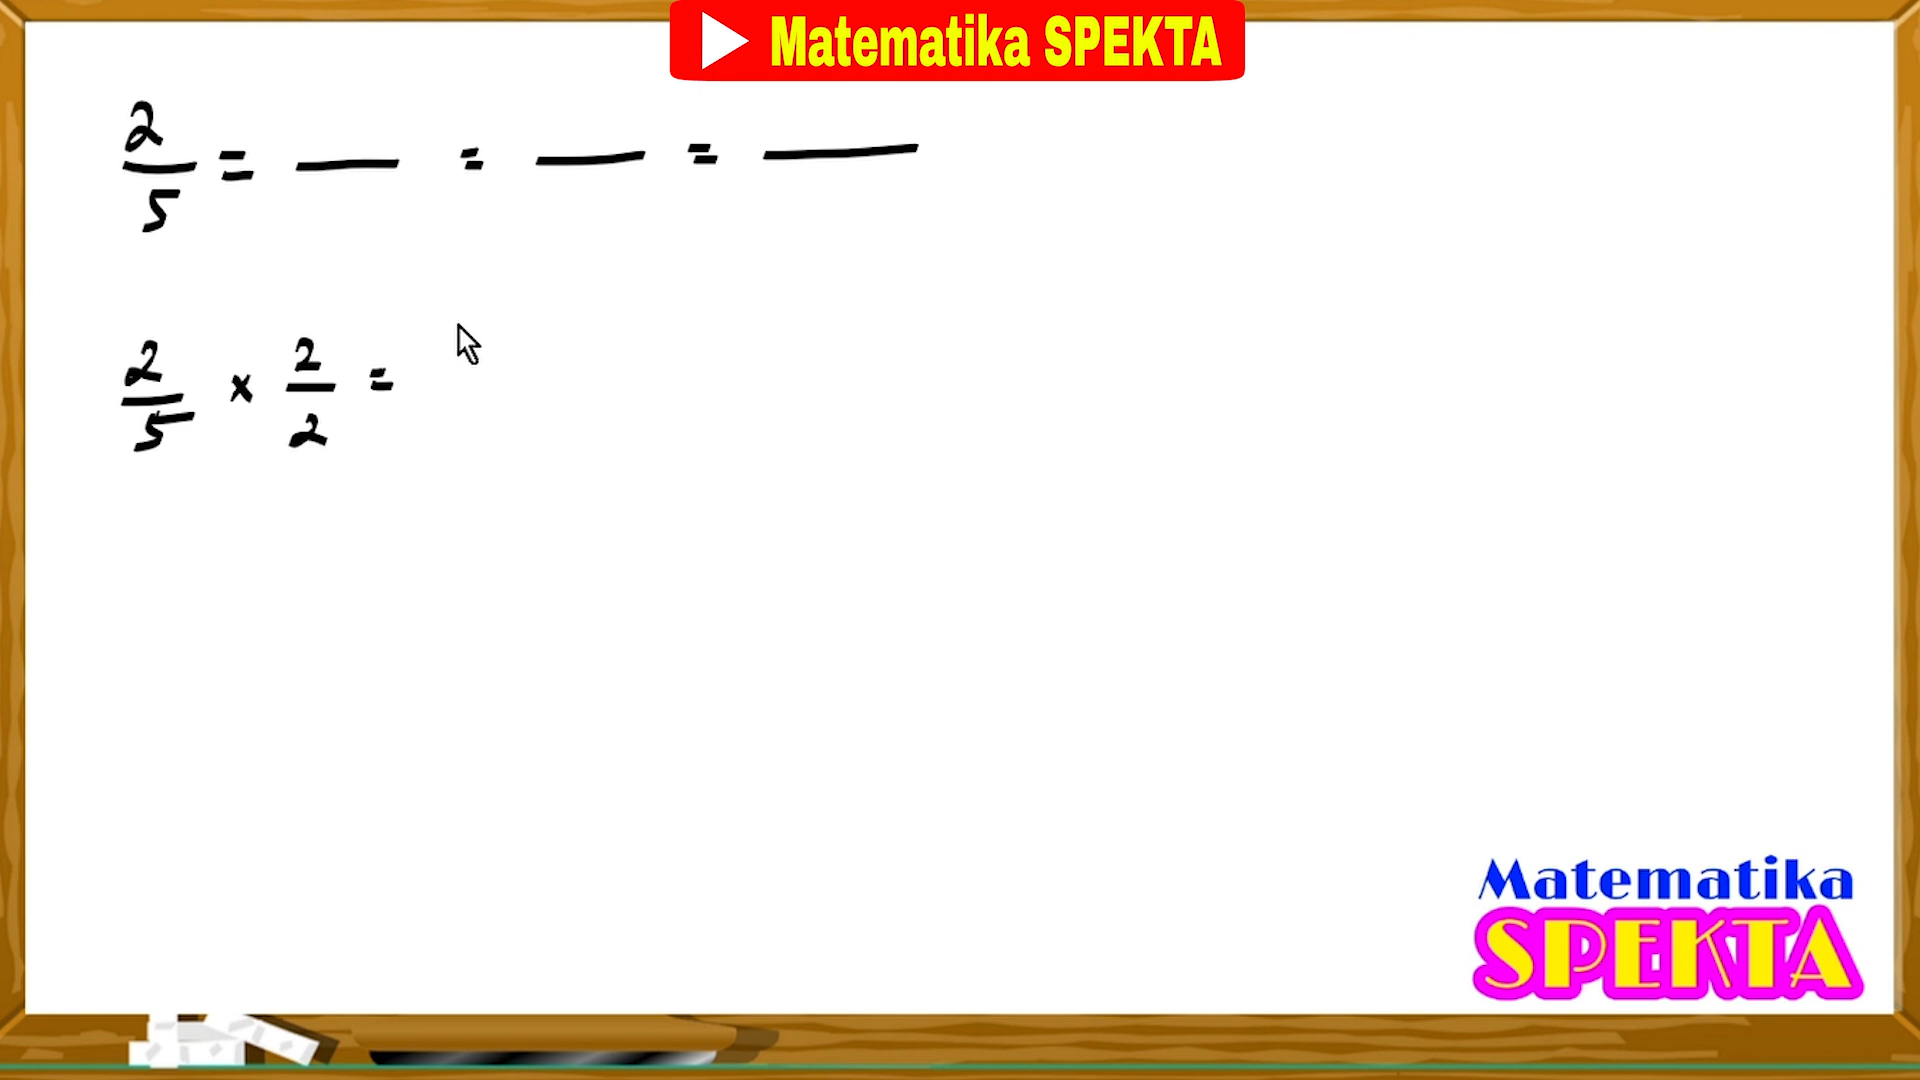 Matematika SPEKTA
2/5 = — = — = —
2/5 × 2/2 =
Matematika
SPEKTA